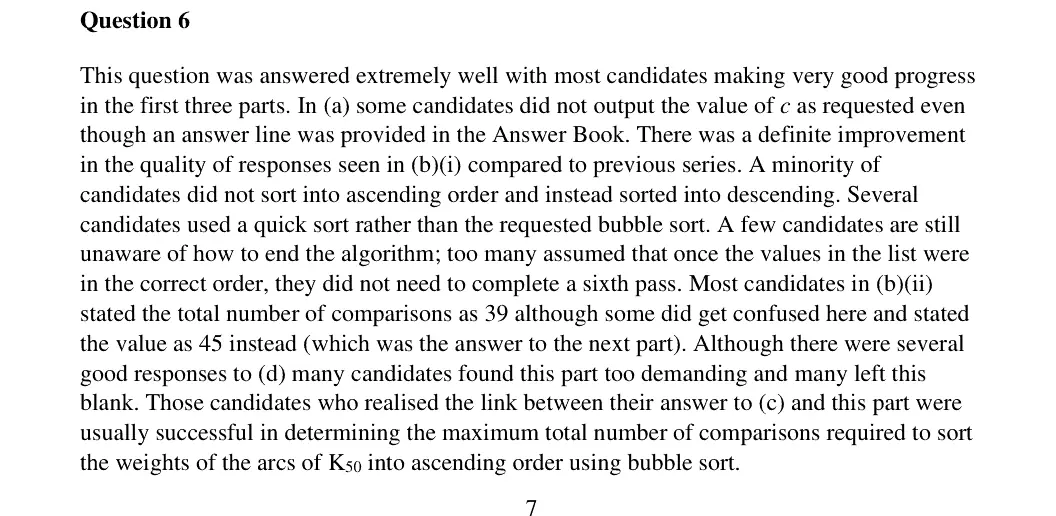 Question 6
This question was answered extremely well with most candidates making very good progress
in the first three parts. In (a) some candidates did not output the value of c as requested even
though an answer line was provided in the Answer Book. There was a definite improvement
in the quality of responses seen in (b)(i) compared to previous series. A minority of
candidates did not sort into ascending order and instead sorted into descending. Several
candidates used a quick sort rather than the requested bubble sort. A few candidates are still
unaware of how to end the algorithm; too many assumed that once the values in the list were
in the correct order, they did not need to complete a sixth pass. Most candidates in (b)(ii)
stated the total number of comparisons as 39 although some did get confused here and stated
the value as 45 instead (which was the answer to the next part). Although there were several
good responses to (d) many candidates found this part too demanding and many left this
blank. Those candidates who realised the link between their answer to (c) and this part were
usually successful in determining the maximum total number of comparisons required to sort
the weights of the arcs of K₅₀ into ascending order using bubble sort.
7